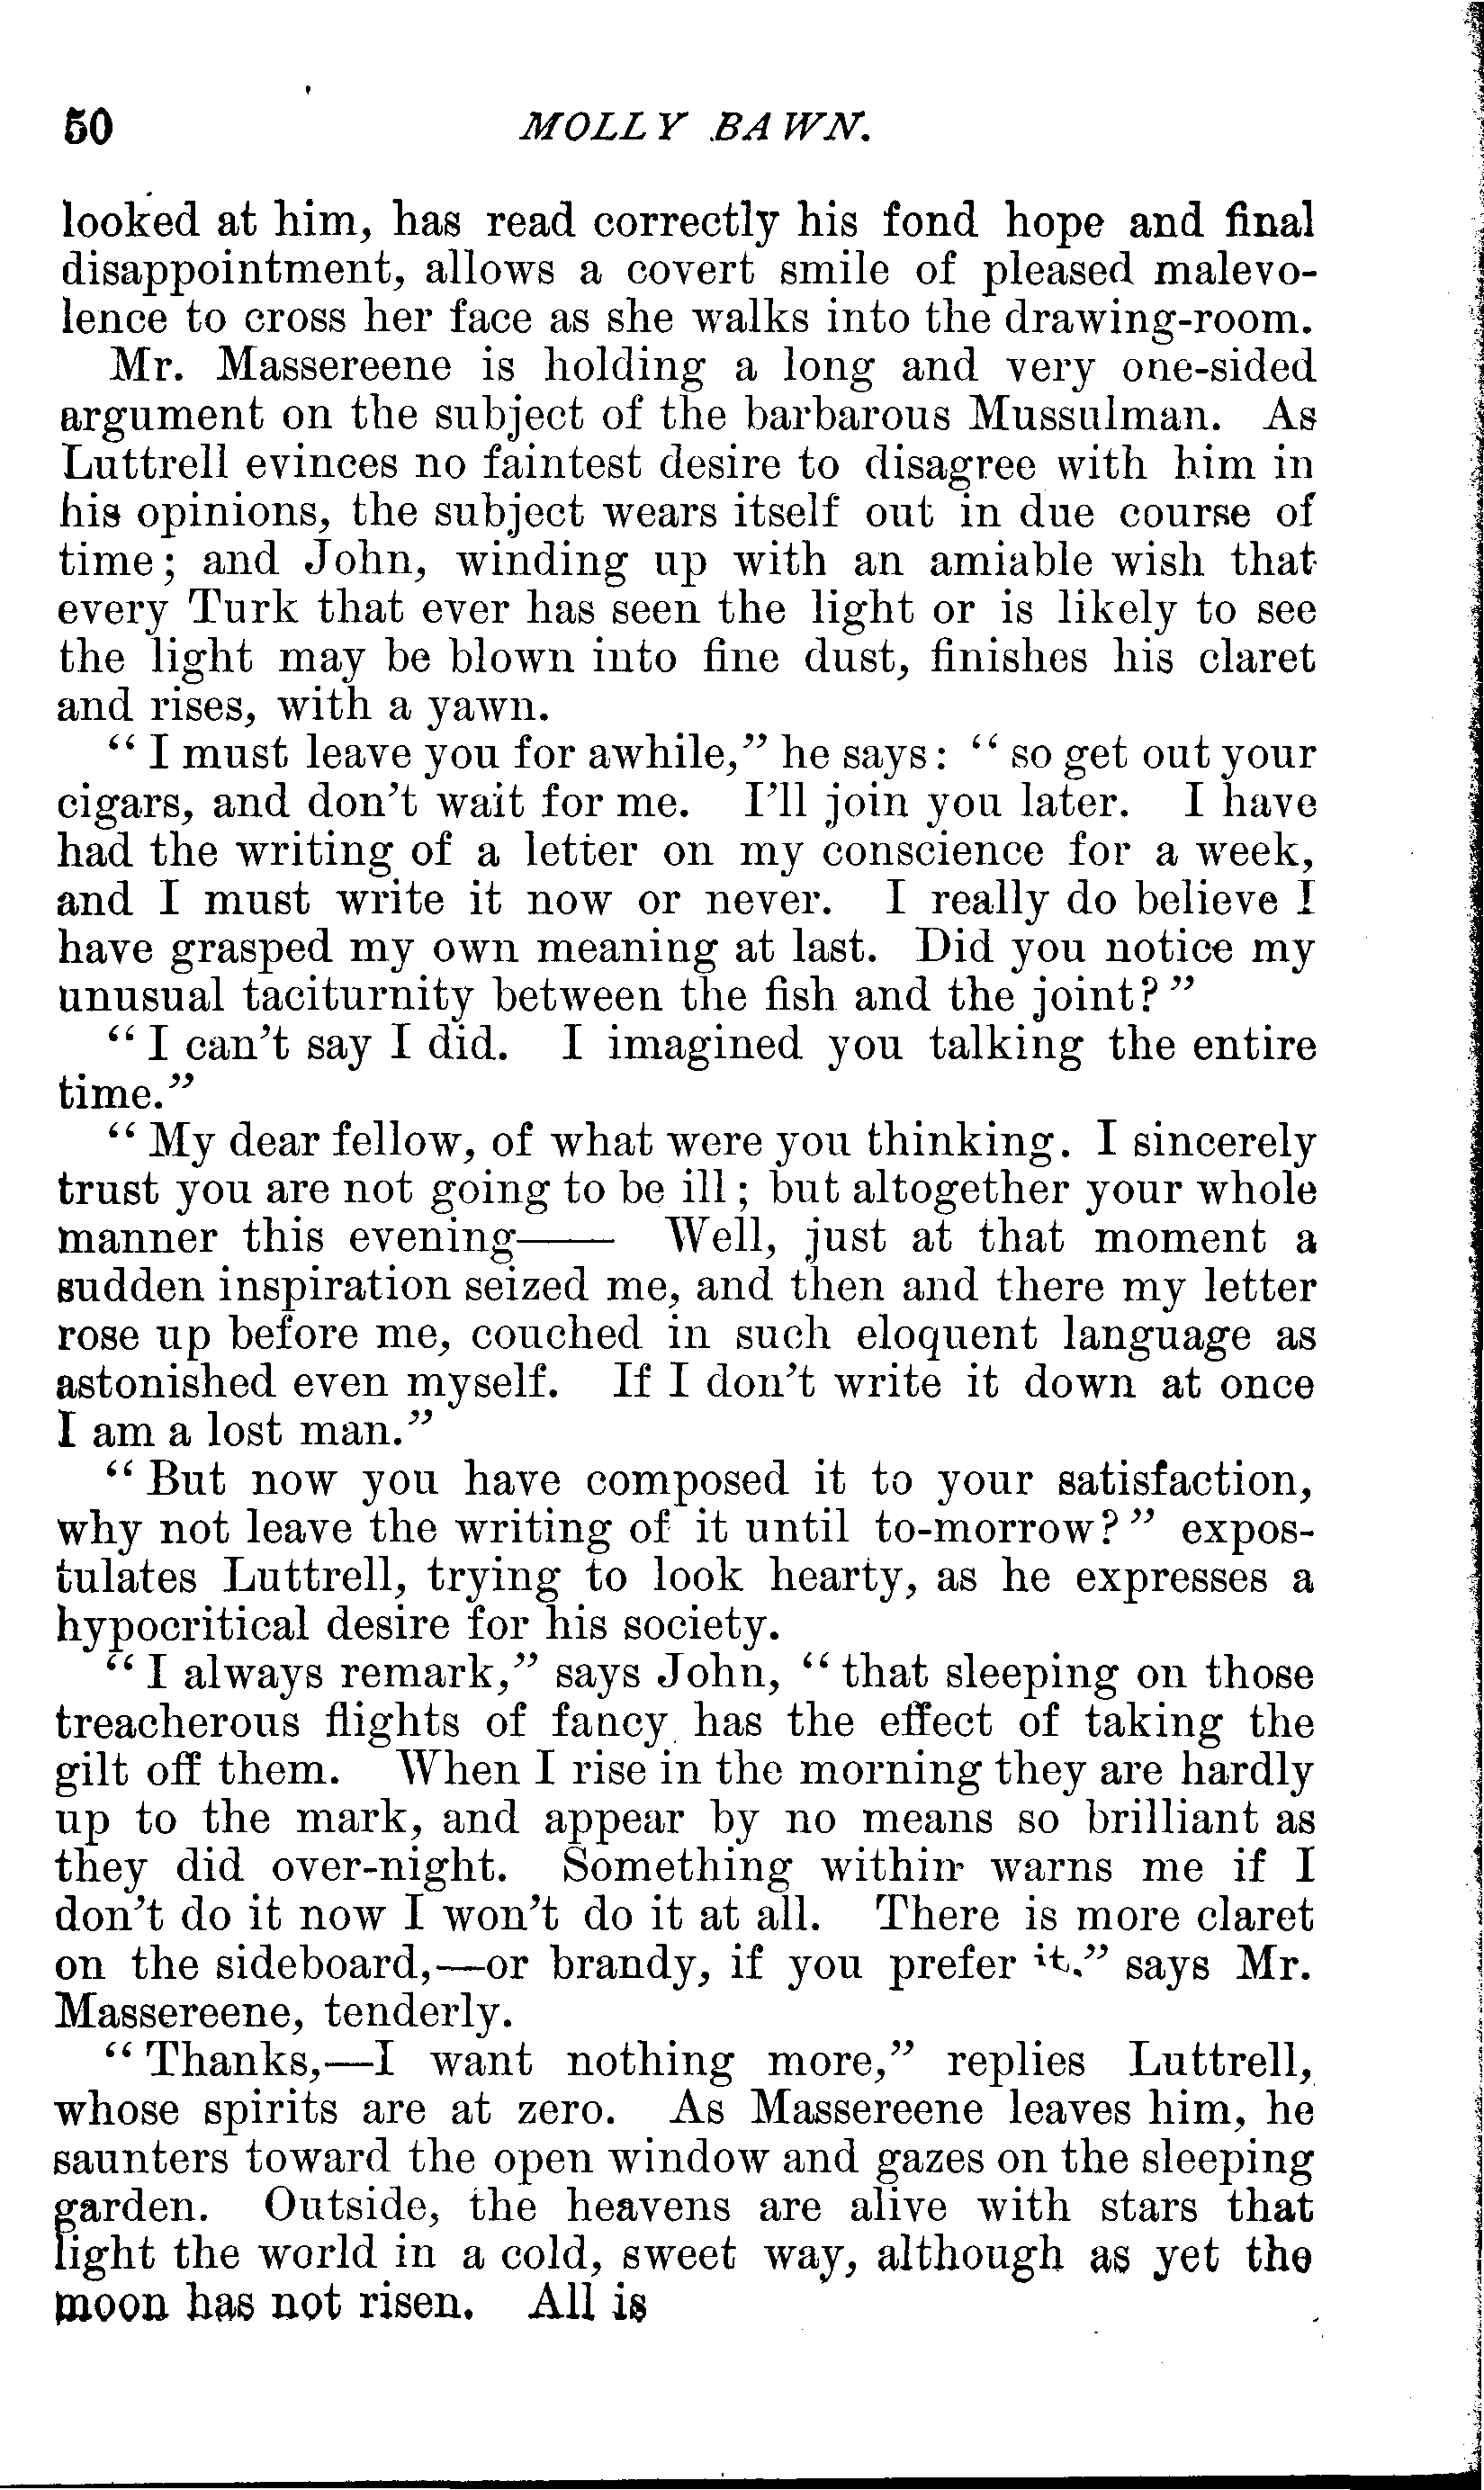 50 MOLLY BAWN.
looked at him, has read correctly his fond hope and final
disappointment, allows a covert smile of pleased malevo-
lence to cross her face as she walks into the drawing-room.
Mr. Massereene is holding a long and very one-sided
argument on the subject of the barbarous Mussulman. As
Luttrell evinces no faintest desire to disagree with him in
his opinions, the subject wears itself out in due course of
time; and John, winding up with an amiable wish that
every Turk that ever has seen the light or is likely to see
the light may be blown into fine dust, finishes his claret
and rises, with a yawn.
“I must leave you for awhile,” he says: “so get out your
cigars, and don’t wait for me. I’ll join you later. I have
had the writing of a letter on my conscience for a week,
and I must write it now or never. I really do believe I
have grasped my own meaning at last. Did you notice my
unusual taciturnity between the fish and the joint?”
“I can’t say I did. I imagined you talking the entire
time.”
“My dear fellow, of what were you thinking. I sincerely
trust you are not going to be ill; but altogether your whole
manner this evening—— Well, just at that moment a
sudden inspiration seized me, and then and there my letter
rose up before me, couched in such eloquent language as
astonished even myself. If I don’t write it down at once
I am a lost man.”
“But now you have composed it to your satisfaction,
why not leave the writing of it until to-morrow?” expos-
tulates Luttrell, trying to look hearty, as he expresses a
hypocritical desire for his society.
“I always remark,” says John, “that sleeping on those
treacherous flights of fancy has the effect of taking the
gilt off them. When I rise in the morning they are hardly
up to the mark, and appear by no means so brilliant as
they did over-night. Something within warns me if I
don’t do it now I won’t do it at all. There is more claret
on the sideboard,—or brandy, if you prefer it.” says Mr.
Massereene, tenderly.
“Thanks,—I want nothing more,” replies Luttrell,
whose spirits are at zero. As Massereene leaves him, he
saunters toward the open window and gazes on the sleeping
garden. Outside, the heavens are alive with stars that
light the world in a cold, sweet way, although as yet the
moon has not risen. All is